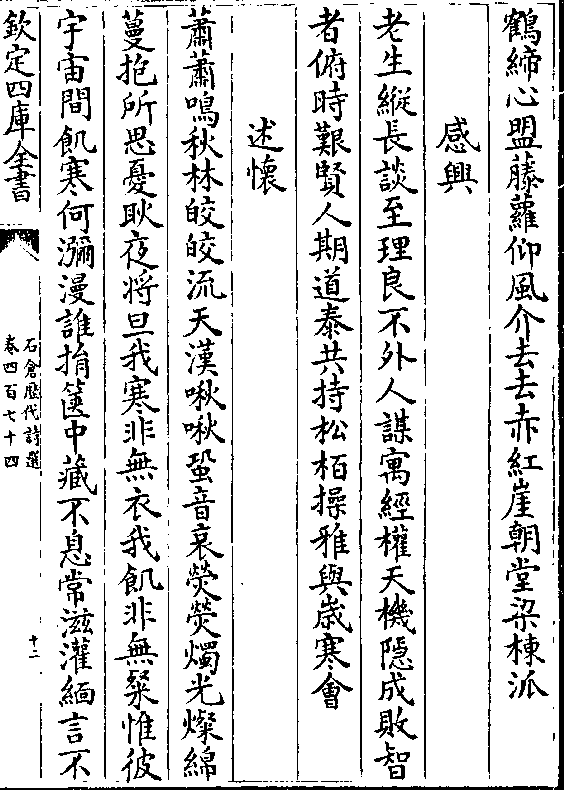 鶴締心盟藤蘿仰風介去去赤紅崖朝堂梁棟派
感興
老生縱長談至理良不外人謀寓經權天機隱成敗智
者俯時艱賢人期道泰共持松栢操雅與歳寒會
述懷
蕭蕭鳴秋林皎皎流天漢啾啾蛩音哀熒熒燭光燦綿
蔓抱所思憂耿夜将旦我寒非無衣我飢非無粲惟彼
宇宙間飢寒何瀰漫誰捐篋中藏不息常滋灌緬言不
欽定四庫全書
石倉歴代詩選
卷四百七十四
十二